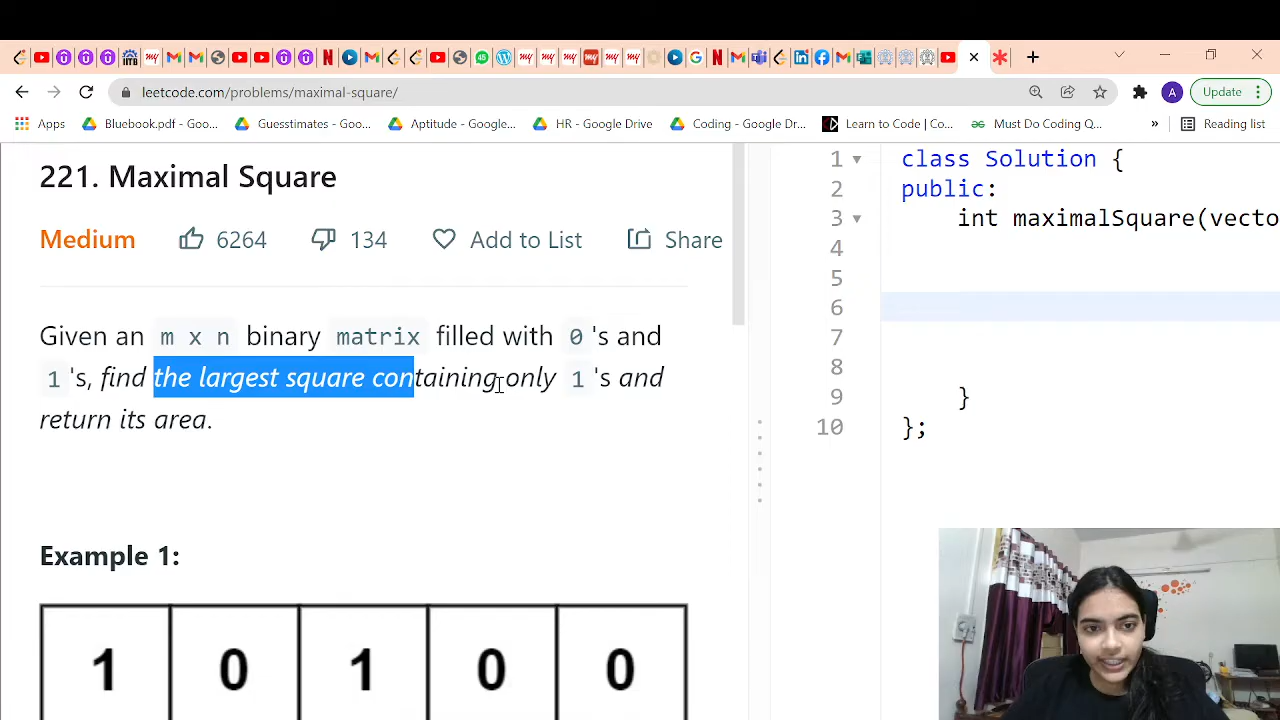 leetcode.com/problems/maximal-square/
A
Update
Apps
Bluebook.pdf - Go...
Guesstimates - Goo...
Aptitude - Google...
HR - Google Drive
Coding - Google Dr...
Learn to Code | Co...
Must Do Coding Q...
»
Reading list
221. Maximal Square
Medium
6264
134
Add to List
Share
Given an m x n binary matrix filled with 0 's and
1 's, find the largest square containing only 1 's and
return its area.
Example 1:
1 0 1 0 0
1 class Solution {
2 public:
3 int maximalSquare(vecto
4
5
6
7
8
9 }
10 };